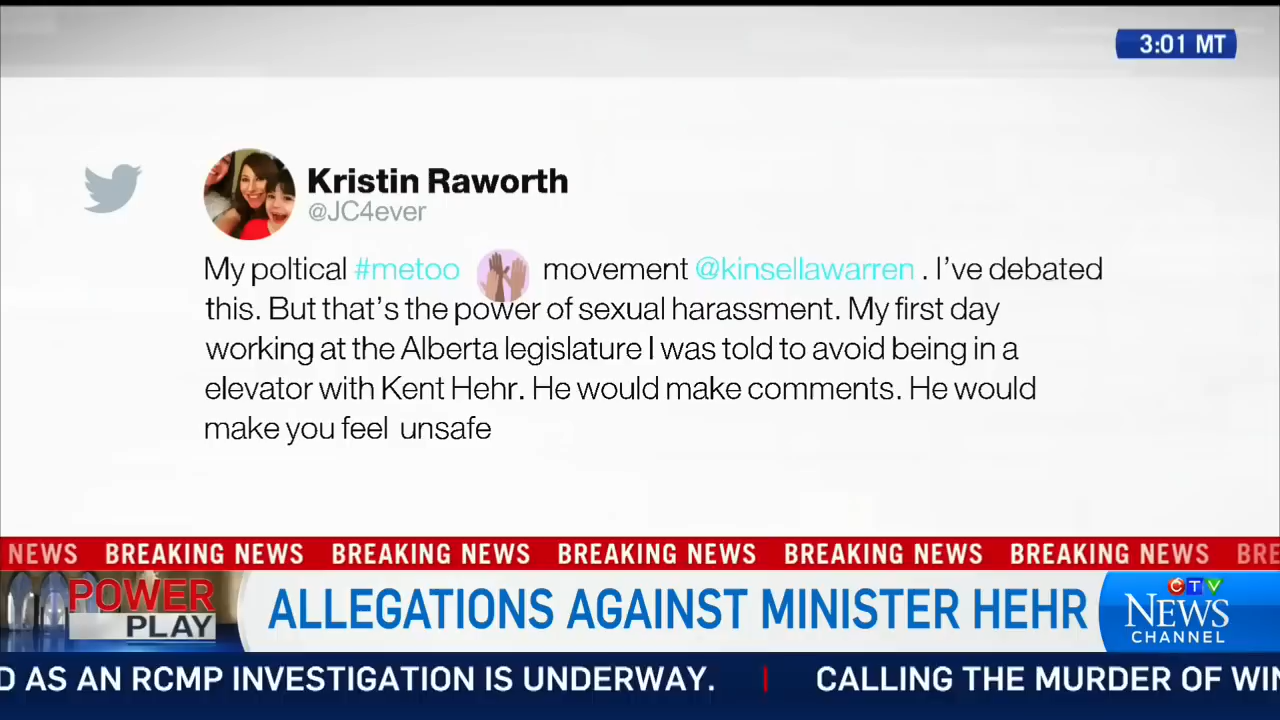 3:01 MT
Kristin Raworth
@JC4ever
My poltical #metoo movement @kinsellawarren . I've debated
this. But that's the power of sexual harassment. My first day
working at the Alberta legislature I was told to avoid being in a
elevator with Kent Hehr. He would make comments. He would
make you feel unsafe
NEWS BREAKING NEWS BREAKING NEWS BREAKING NEWS BREAKING NEWS BREAKING NEWS BRE
POWER
PLAY
ALLEGATIONS AGAINST MINISTER HEHR
CTV
NEWS
CHANNEL
D AS AN RCMP INVESTIGATION IS UNDERWAY. | CALLING THE MURDER OF WIN